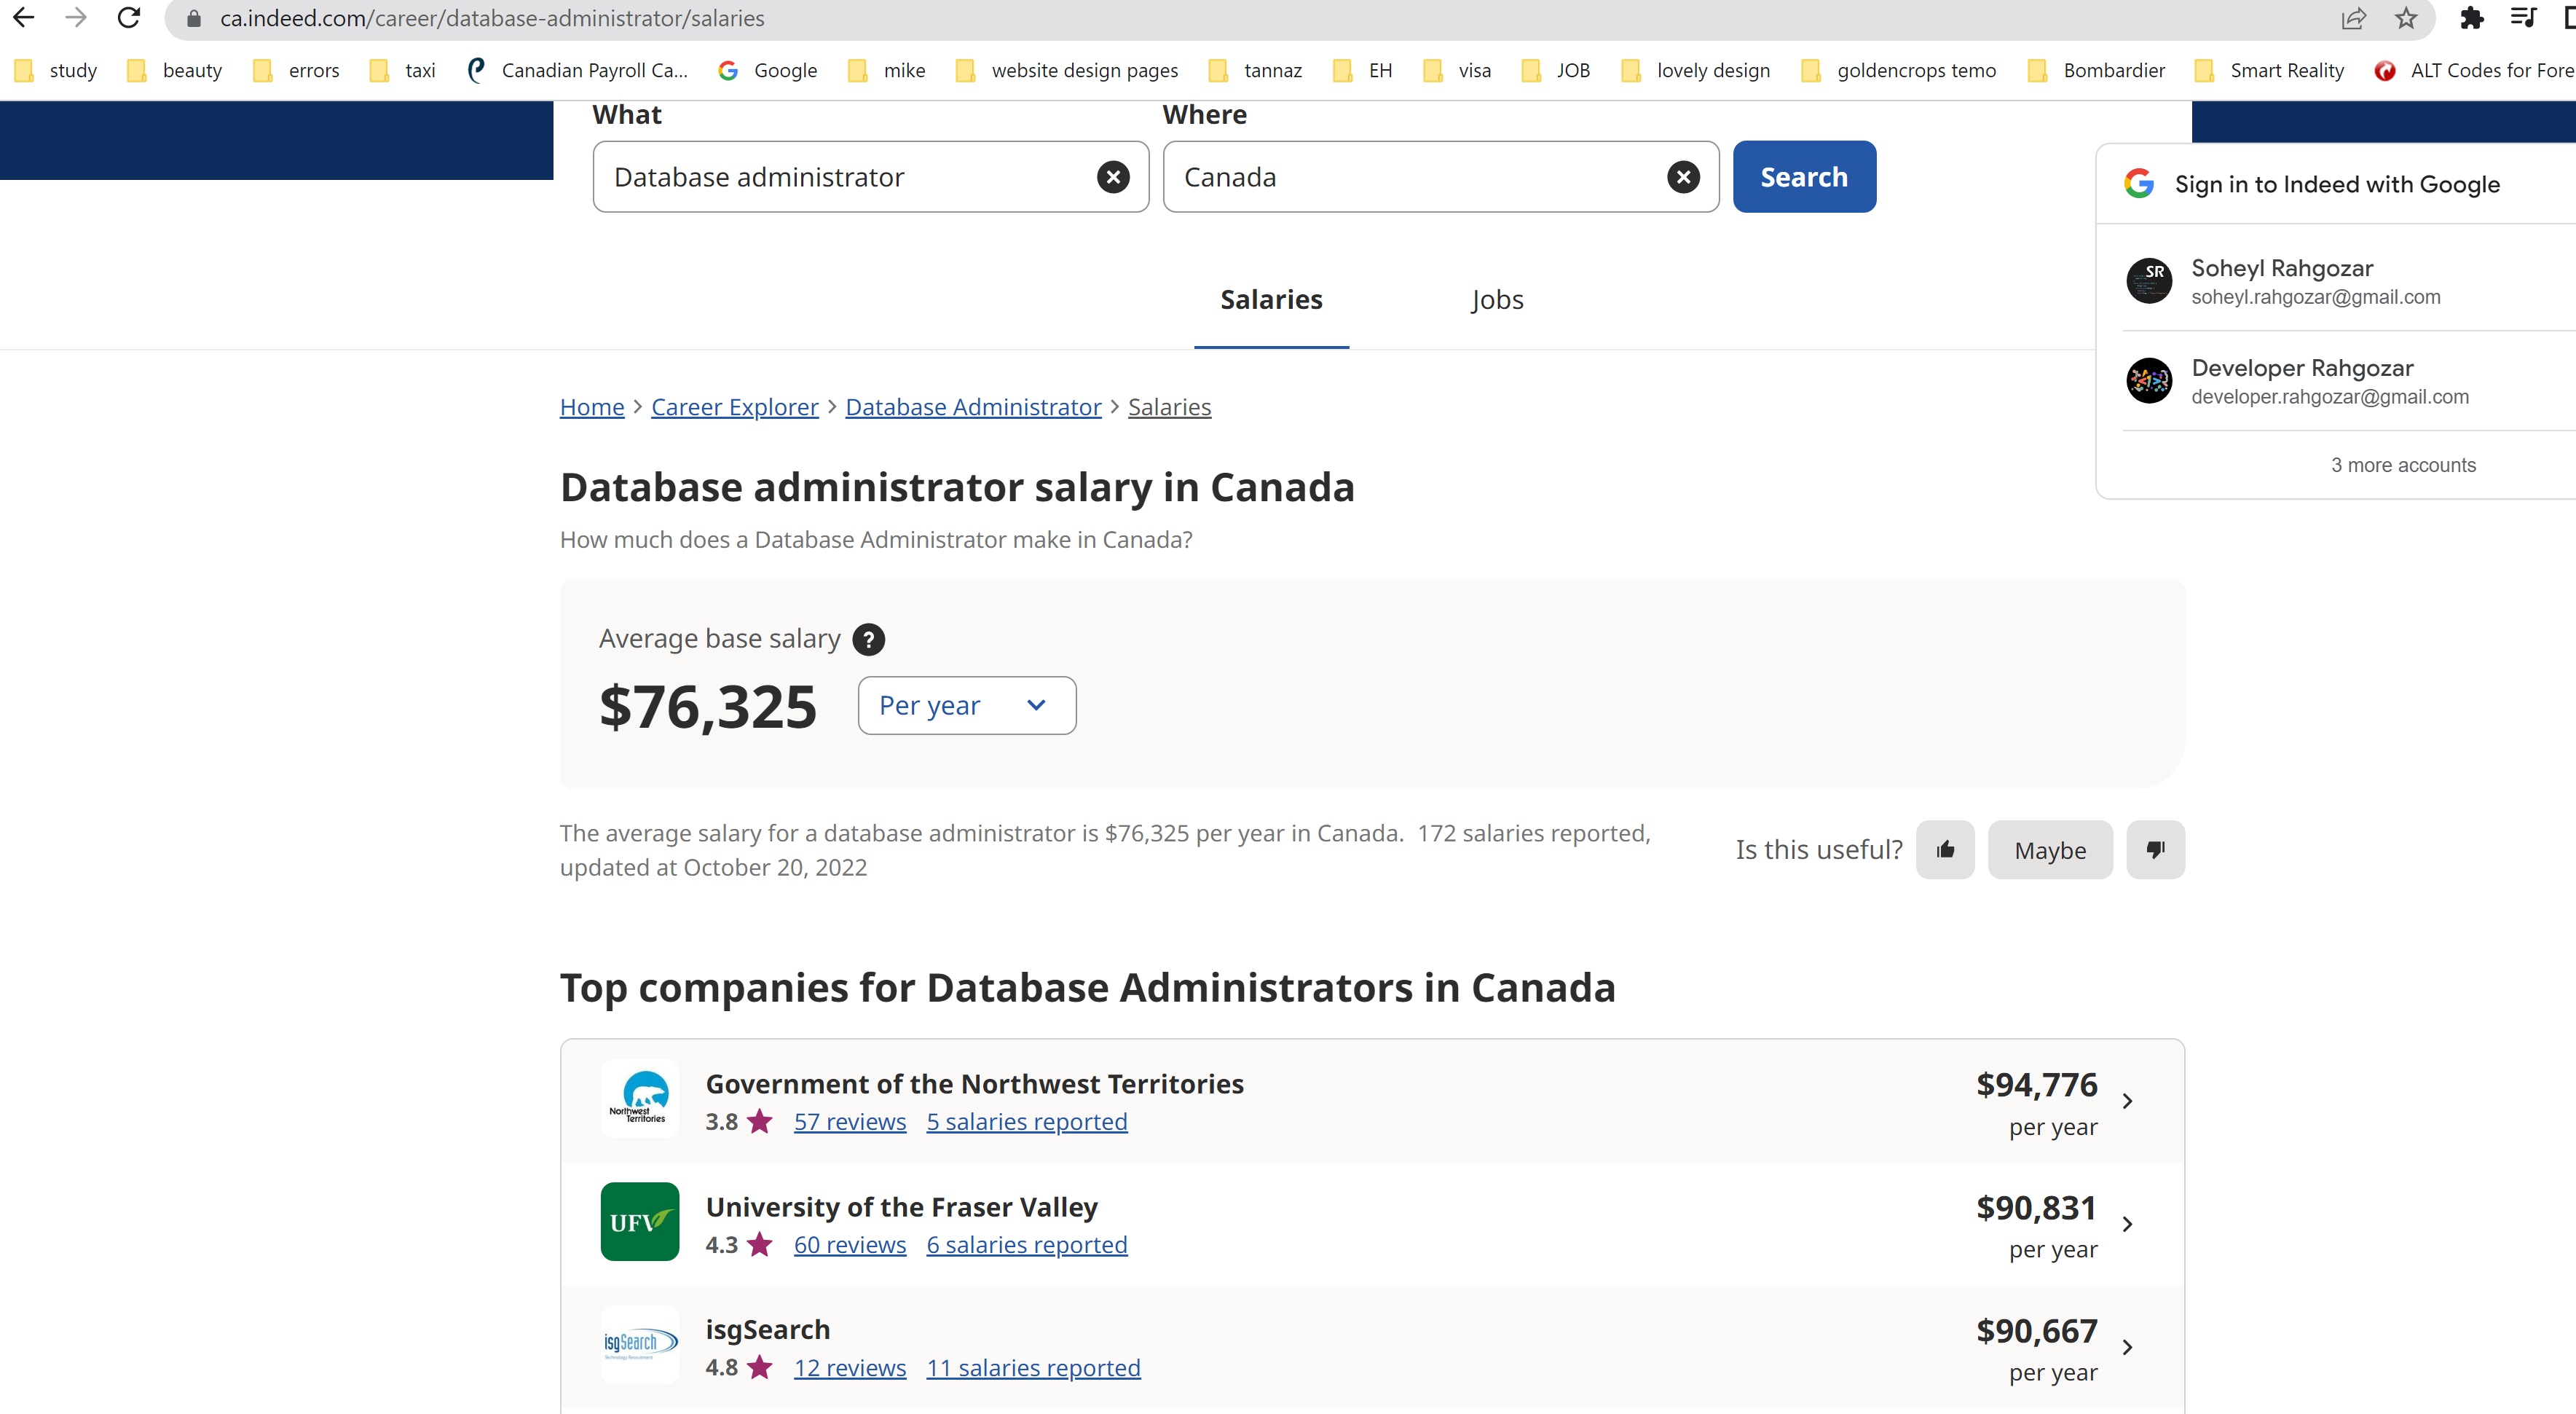 ca.indeed.com/career/database-administrator/salaries
study beauty errors taxi Canadian Payroll Ca... Google mike website design pages tannaz EH visa JOB lovely design goldencrops temo Bombardier Smart Reality ALT Codes for Fore
What Where
Database administrator Canada Search
Sign in to Indeed with Google
SR Soheyl Rahgozar
soheyl.rahgozar@gmail.com
Developer Rahgozar
developer.rahgozar@gmail.com
3 more accounts
Salaries Jobs
Home > Career Explorer > Database Administrator > Salaries
Database administrator salary in Canada
How much does a Database Administrator make in Canada?
Average base salary ?
$76,325 Per year
The average salary for a database administrator is $76,325 per year in Canada. 172 salaries reported,
updated at October 20, 2022
Is this useful? Maybe
Top companies for Database Administrators in Canada
Northwest
Territories
Government of the Northwest Territories
3.8 57 reviews 5 salaries reported
$94,776
per year
UFV
University of the Fraser Valley
4.3 60 reviews 6 salaries reported
$90,831
per year
isgSearch
Technology Recruitment
isgSearch
4.8 12 reviews 11 salaries reported
$90,667
per year